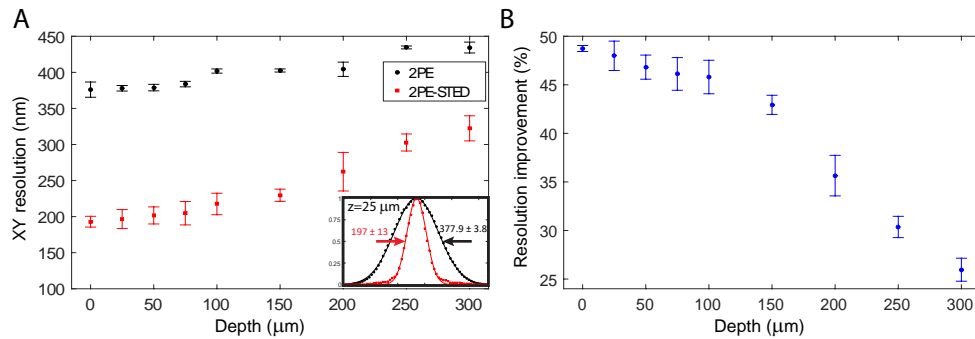 A
XY resolution (nm)
450
400
350
300
250
200
150
100
2PE
2PE-STED
z=25 μm
1
0.75
0.5
0.25
0
197 ± 13
377.9 ± 3.8
0 50 100 150 200 250 300
Depth (μm)
B
Resolution improvement (%)
50
45
40
35
30
25
0 50 100 150 200 250 300
Depth (μm)